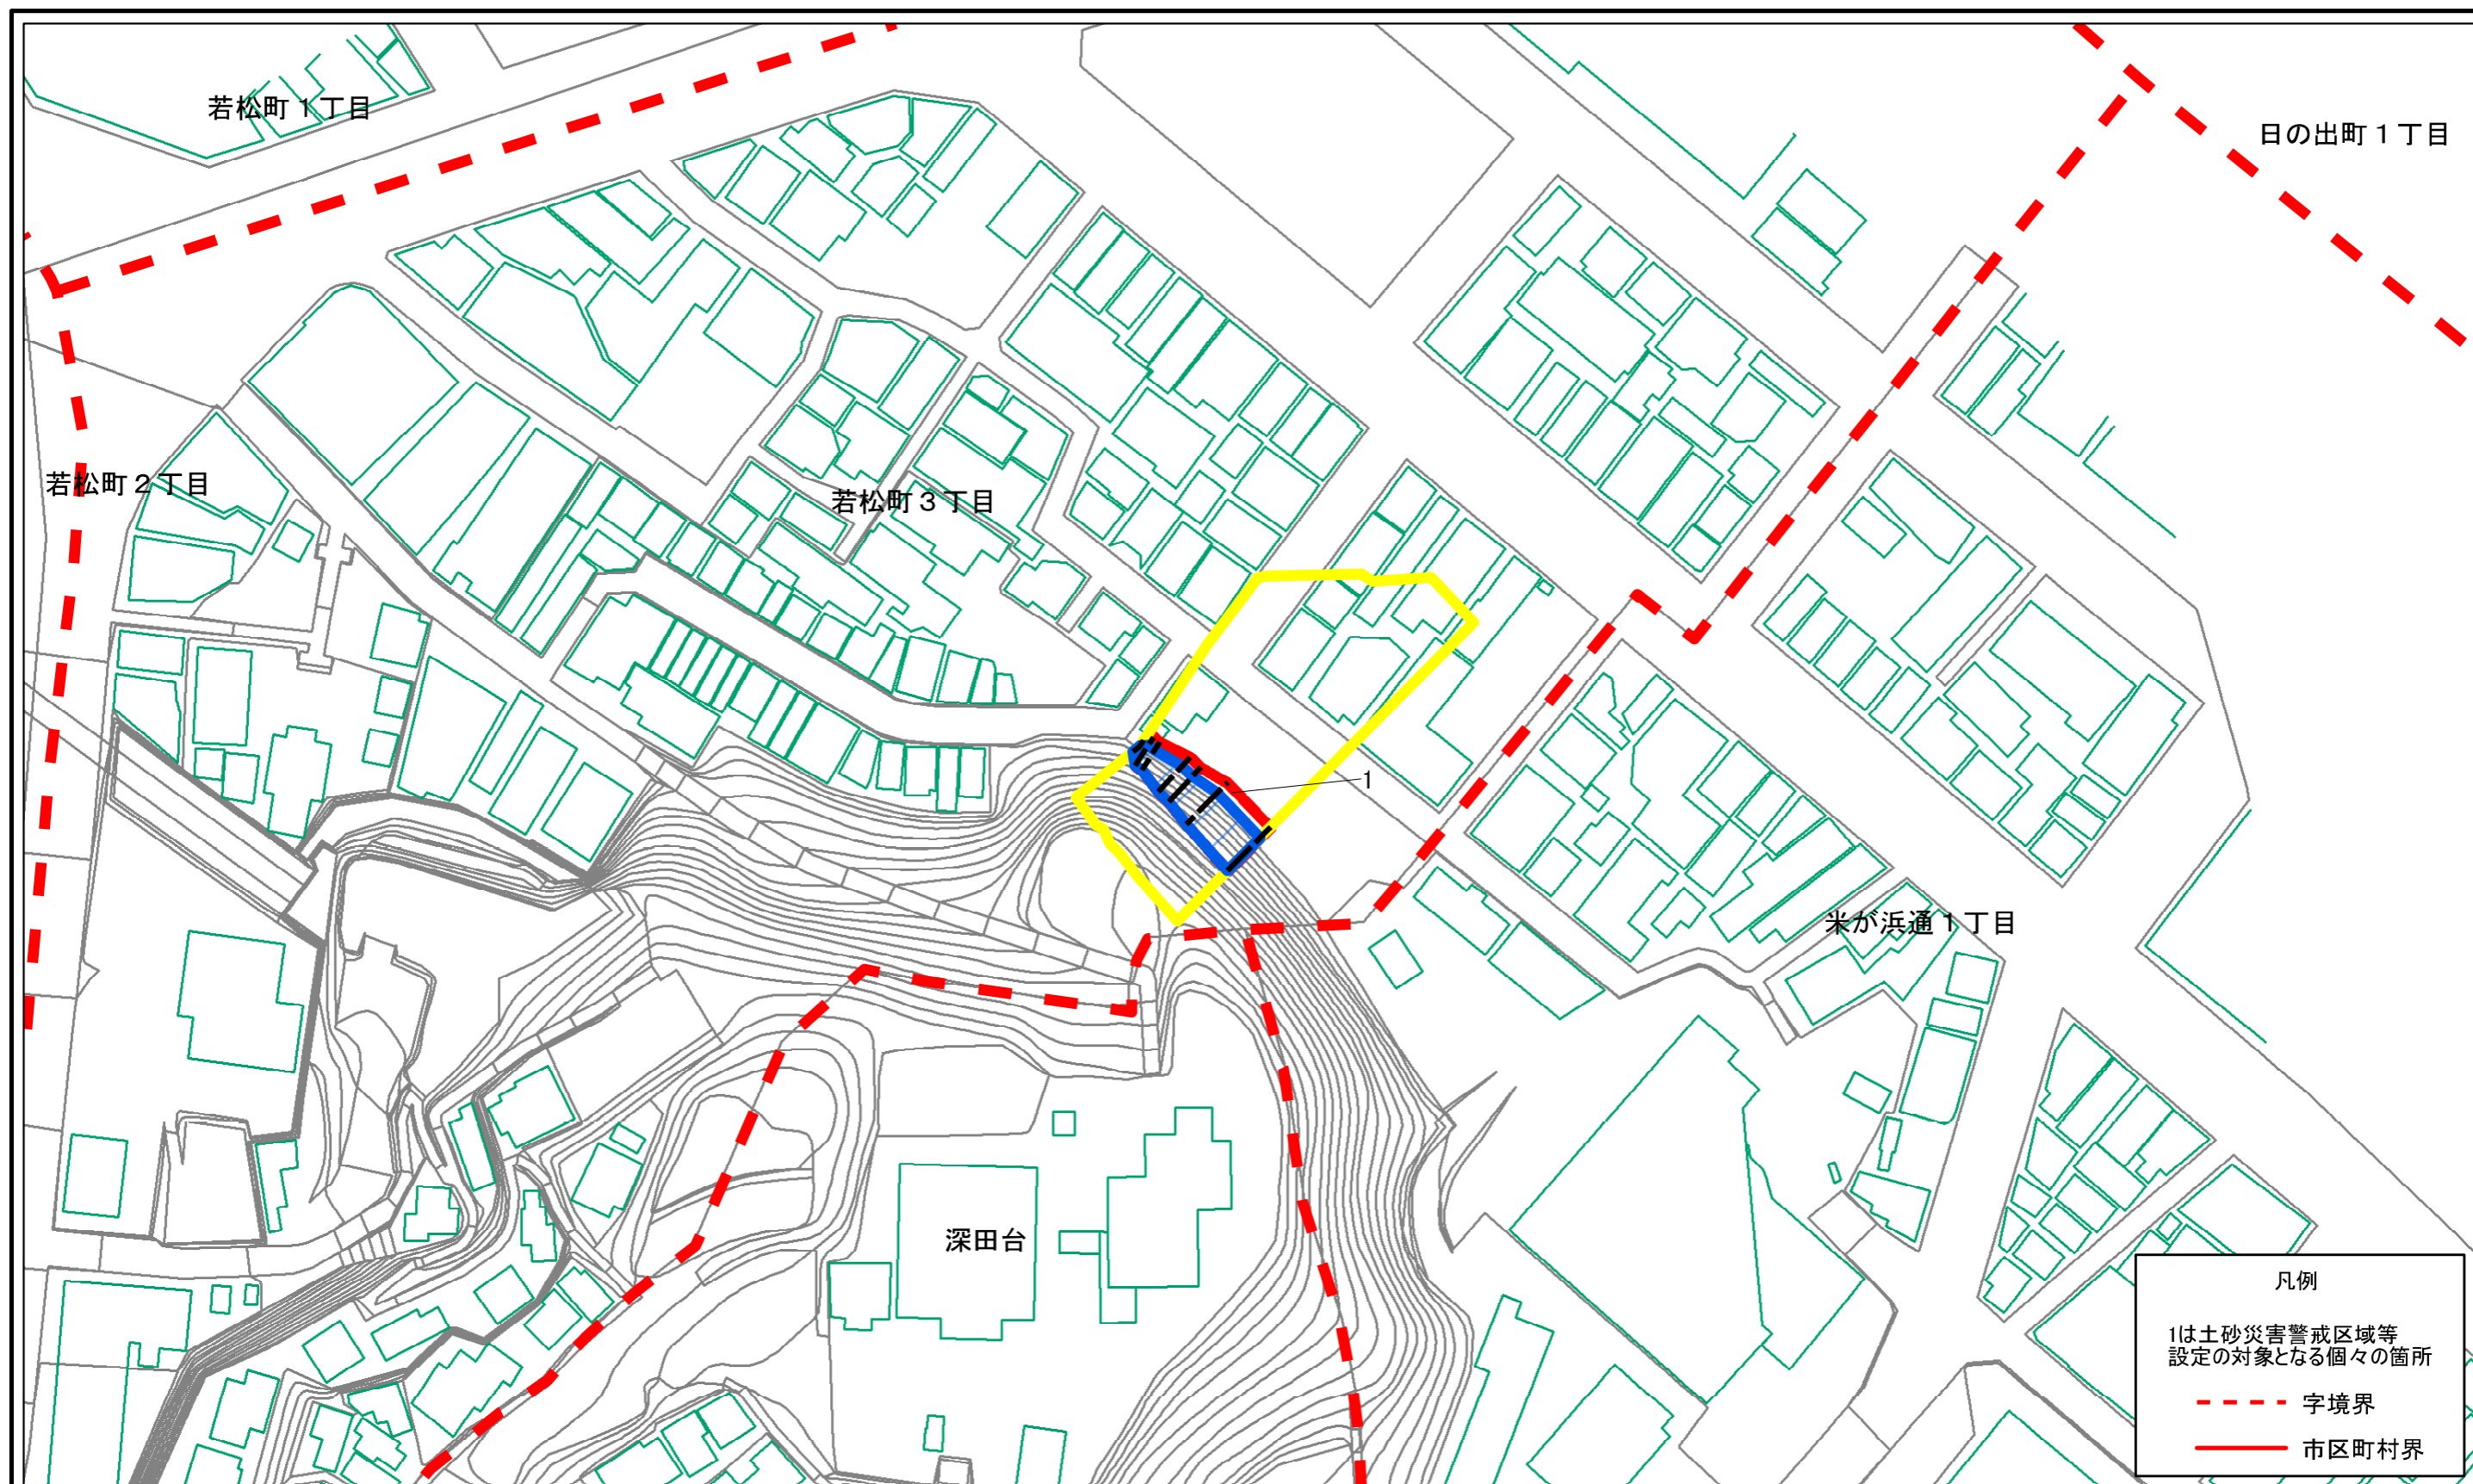 若松町１丁目
日の出町１丁目
若松町２丁目
若松町３丁目
1
米が浜通１丁目
深田台
凡例
1は土砂災害警戒区域等
設定の対象となる個々の箇所
字境界
市区町村界